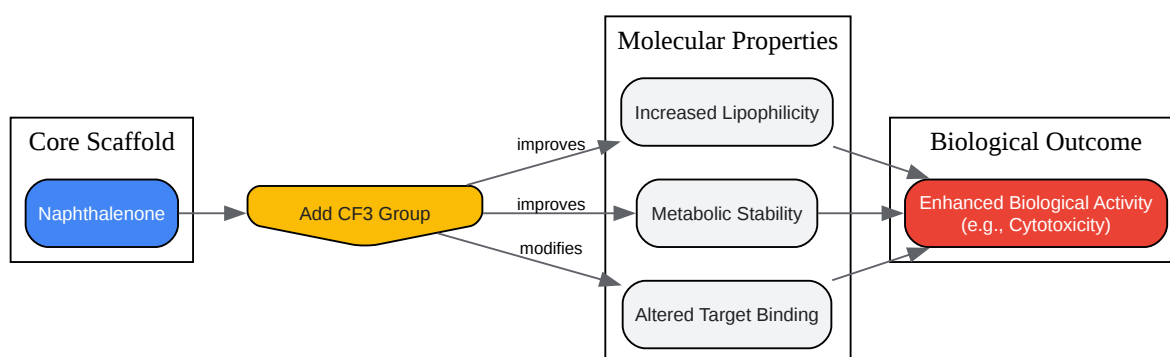 Core Scaffold
Naphthalenone
Add CF3 Group
improves
improves
modifies
Molecular Properties
Increased Lipophilicity
Metabolic Stability
Altered Target Binding
Biological Outcome
Enhanced Biological Activity
(e.g., Cytotoxicity)